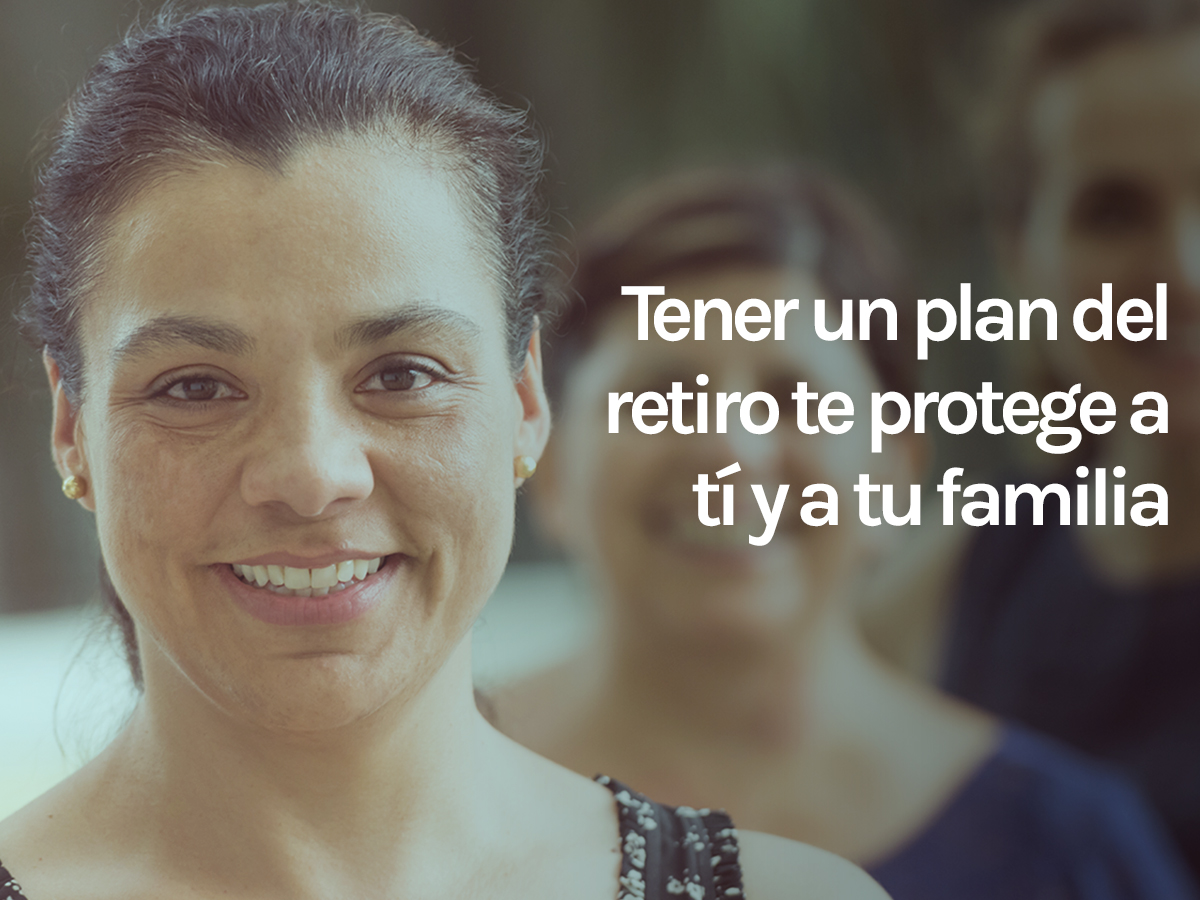 Tener un plan del
retiro te protege a
tí y a tu familia